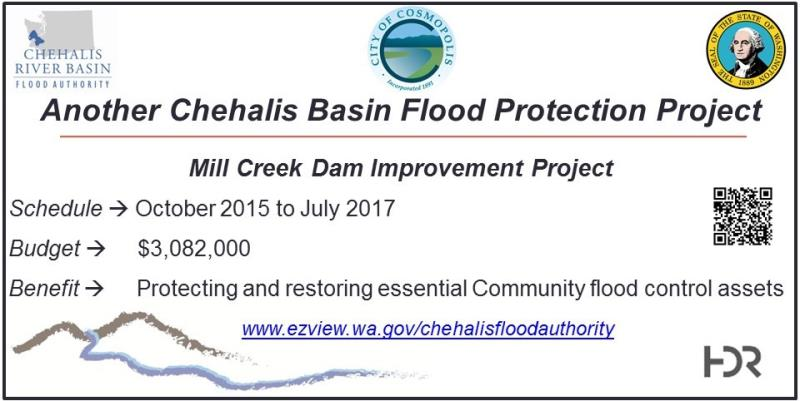 CHEHALIS
RIVER BASIN
FLOOD AUTHORITY
CITY OF COSMOPOLIS
Incorporated 1891
THE SEAL OF THE STATE OF WASHINGTON
1889
Another Chehalis Basin Flood Protection Project
Mill Creek Dam Improvement Project
Schedule → October 2015 to July 2017
Budget → $3,082,000
Benefit → Protecting and restoring essential Community flood control assets
www.ezview.wa.gov/chehalisfloodauthority
HDR